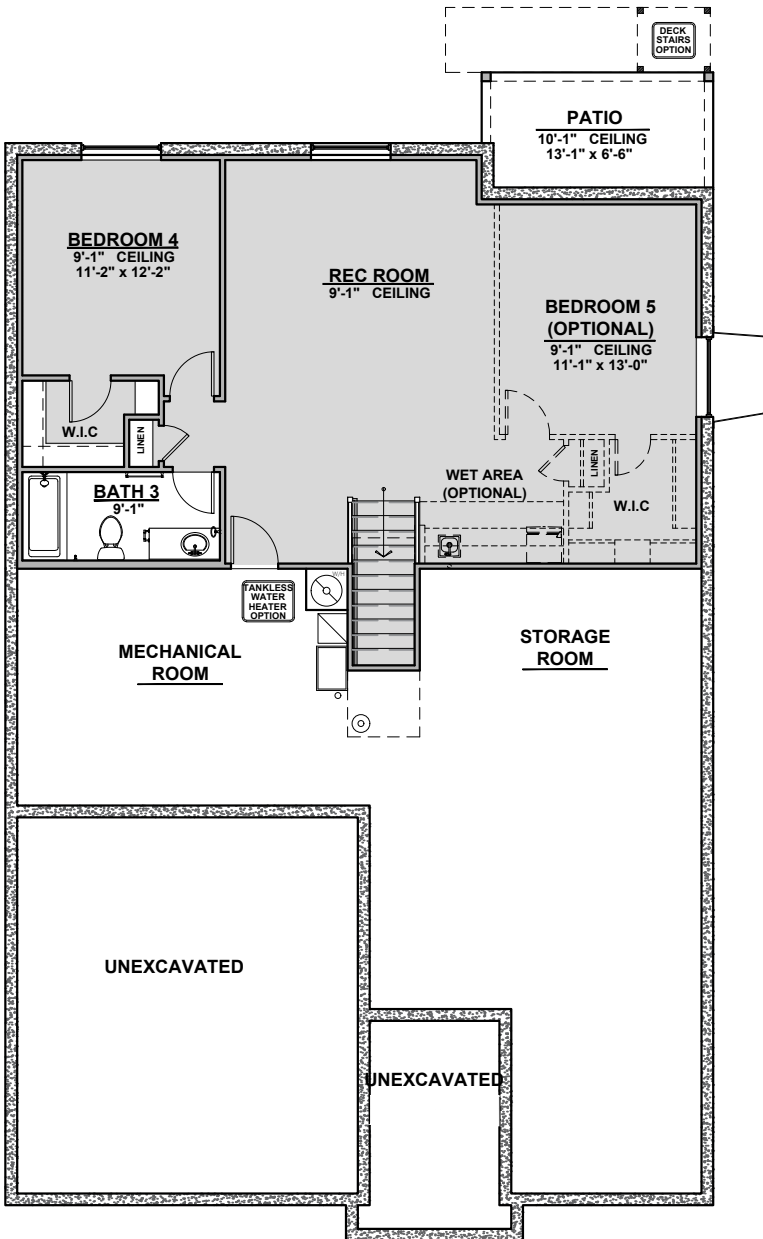 DECK
STAIRS
OPTION
PATIO
10'-1" CEILING
13'-1" x 6'-6"
BEDROOM 4
9'-1" CEILING
11'-2" x 12'-2"
REC ROOM
9'-1" CEILING
BEDROOM 5
(OPTIONAL)
9'-1" CEILING
11'-1" x 13'-0"
W.I.C
LINEN
BATH 3
9'-1"
WET AREA
(OPTIONAL)
LINEN
W.I.C
TANKLESS
WATER
HEATER
OPTION
W/H
MECHANICAL
ROOM
STORAGE
ROOM
UNEXCAVATED
UNEXCAVATED